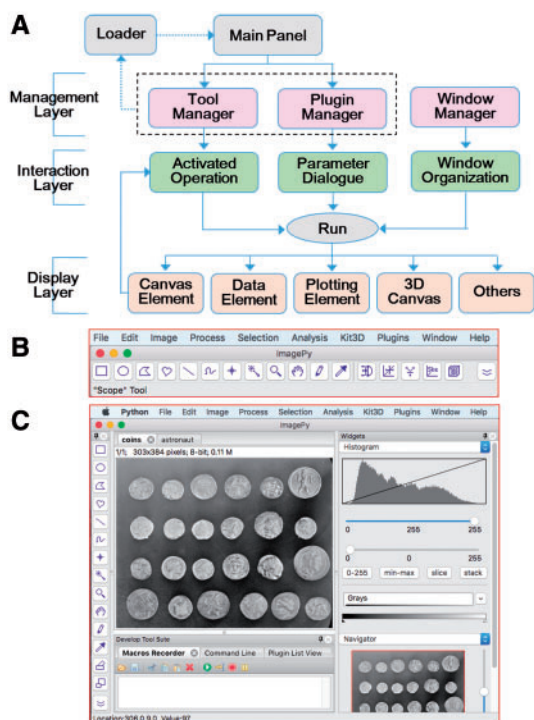 A
Loader
Main Panel
Management
Layer
Tool
Manager
Plugin
Manager
Window
Manager
Interaction
Layer
Activated
Operation
Parameter
Dialogue
Window
Organization
Run
Display
Layer
Canvas
Element
Data
Element
Plotting
Element
3D
Canvas
Others
B
File Edit Image Process Selection Analysis Kit3D Plugins Window Help
ImagePy
"Scope" Tool
C
Python File Edit Image Process Selection Analysis Kit3D Plugins Window Help
ImagePy
coins astronaut
1/1; 303x384 pixels; 8-bit; 0.11 M
Widgets
Histogram
0 255 255
0 0 255
0-255 min-max slice stack
Grays
Navigator
Develop Tool Suite
Macros Recorder Command Line Plugin List View
Location:306.0,9.0, Value:97